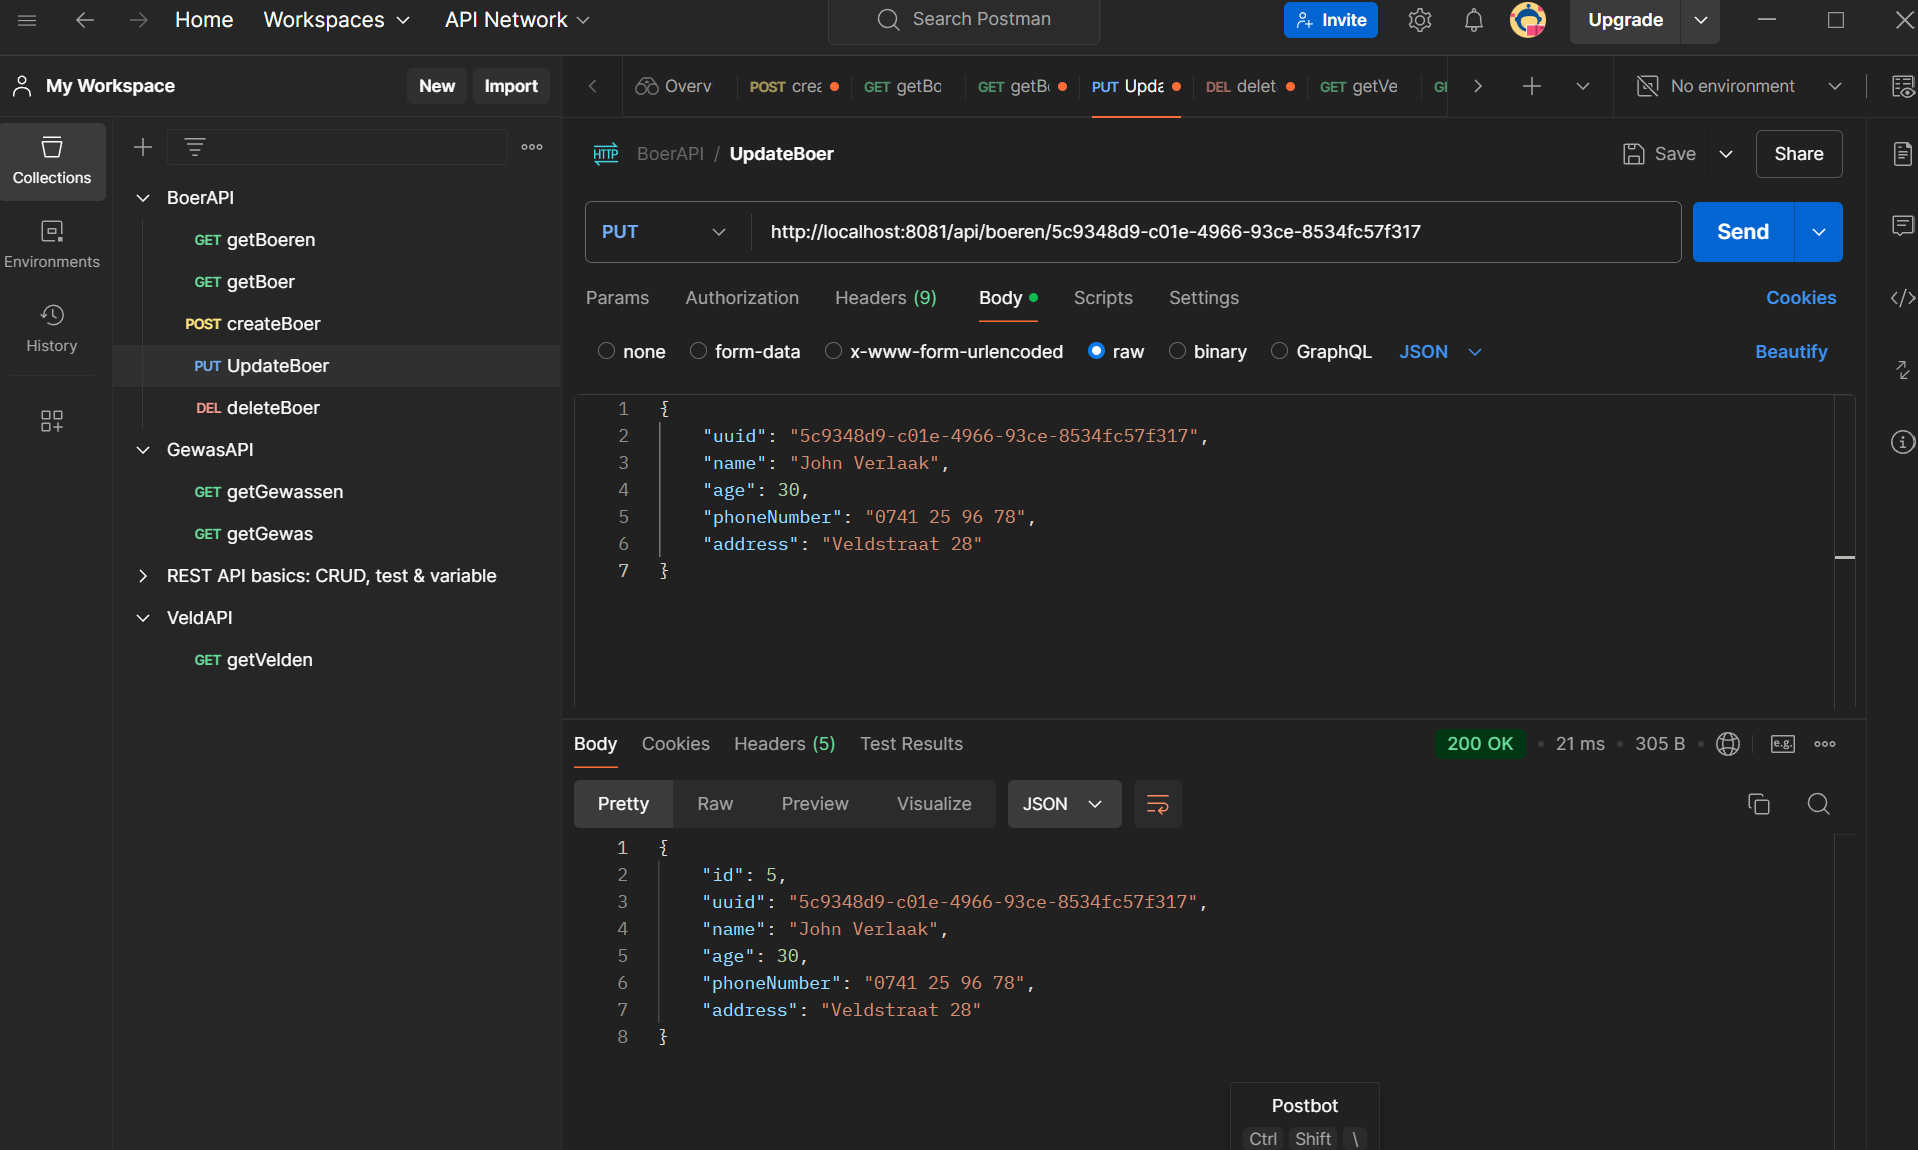 Home Workspaces API Network Search Postman Invite Upgrade
My Workspace New Import Overv POST crea GET getBo GET getB PUT Upda DEL delet GET getVe No environment
Collections
Environments
History
BoerAPI
GET getBoeren
GET getBoer
POST createBoer
PUT UpdateBoer
DEL deleteBoer
GewasAPI
GET getGewassen
GET getGewas
REST API basics: CRUD, test & variable
VeldAPI
GET getVelden
HTTP BoerAPI / UpdateBoer Save Share
PUT http://localhost:8081/api/boeren/5c9348d9-c01e-4966-93ce-8534fc57f317 Send
Params Authorization Headers (9) Body Scripts Settings Cookies
none form-data x-www-form-urlencoded raw binary GraphQL JSON Beautify
1 {
2 "uuid": "5c9348d9-c01e-4966-93ce-8534fc57f317",
3 "name": "John Verlaak",
4 "age": 30,
5 "phoneNumber": "0741 25 96 78",
6 "address": "Veldstraat 28"
7 }
Body Cookies Headers (5) Test Results 200 OK • 21 ms • 305 B • e.g.
Pretty Raw Preview Visualize JSON
1 {
2 "id": 5,
3 "uuid": "5c9348d9-c01e-4966-93ce-8534fc57f317",
4 "name": "John Verlaak",
5 "age": 30,
6 "phoneNumber": "0741 25 96 78",
7 "address": "Veldstraat 28"
8 }
Postbot
Ctrl Shift \